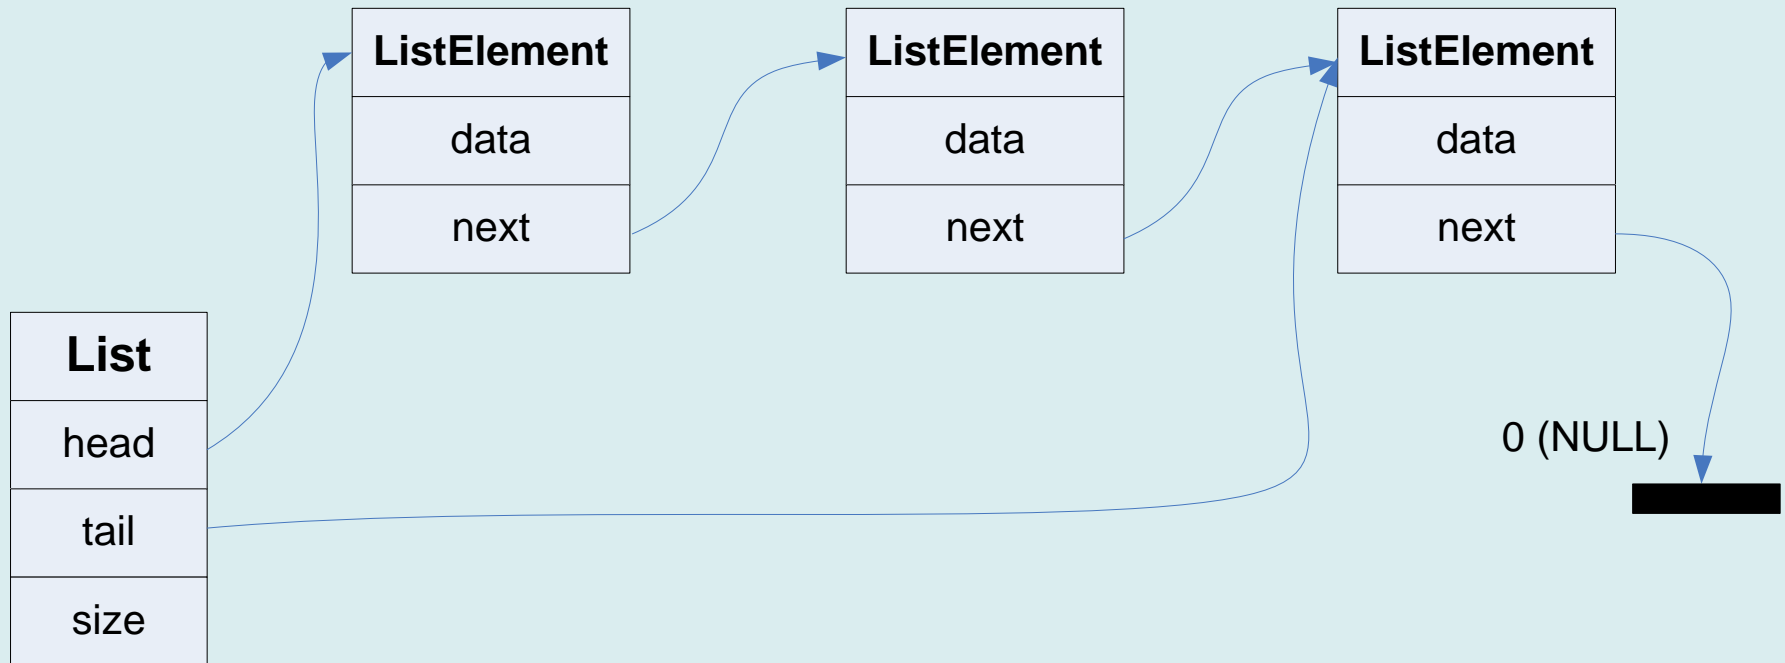 ListElement
data
next
ListElement
data
next
ListElement
data
next
List
head
tail
size
0 (NULL)